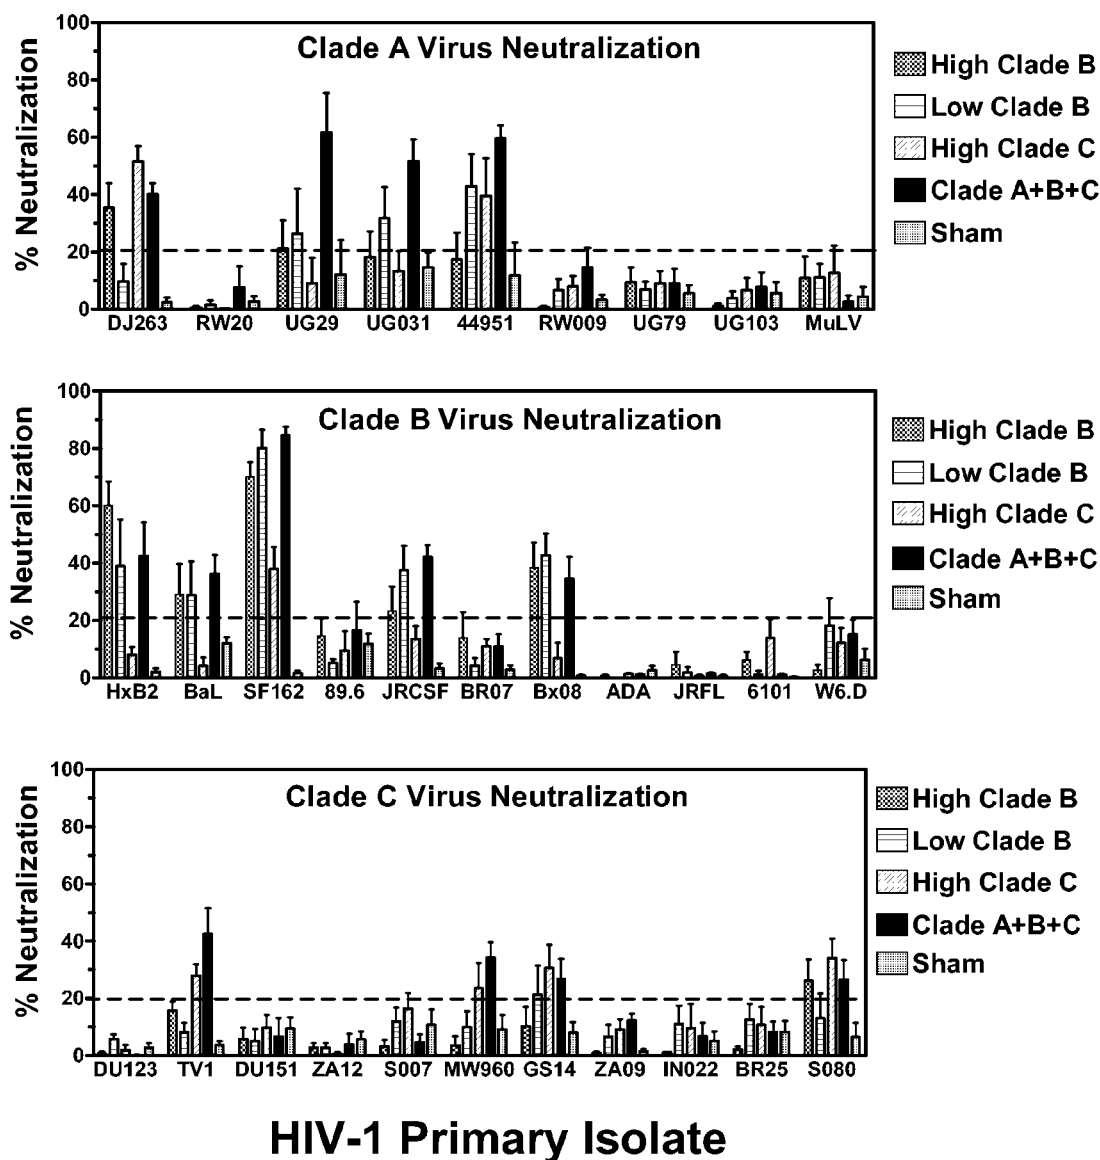 Clade A Virus Neutralization
% Neutralization
100
80
60
40
20
0
DJ263 RW20 UG29 UG031 44951 RW009 UG79 UG103 MuLV
High Clade B
Low Clade B
High Clade C
Clade A+B+C
Sham
Clade B Virus Neutralization
% Neutralization
100
80
60
40
20
0
HxB2 BaL SF162 89.6 JRCSF BR07 Bx08 ADA JRFL 6101 W6.D
High Clade B
Low Clade B
High Clade C
Clade A+B+C
Sham
Clade C Virus Neutralization
% Neutralization
100
80
60
40
20
0
DU123 TV1 DU151 ZA12 S007 MW960 GS14 ZA09 IN022 BR25 S080
High Clade B
Low Clade B
High Clade C
Clade A+B+C
Sham
HIV-1 Primary Isolate